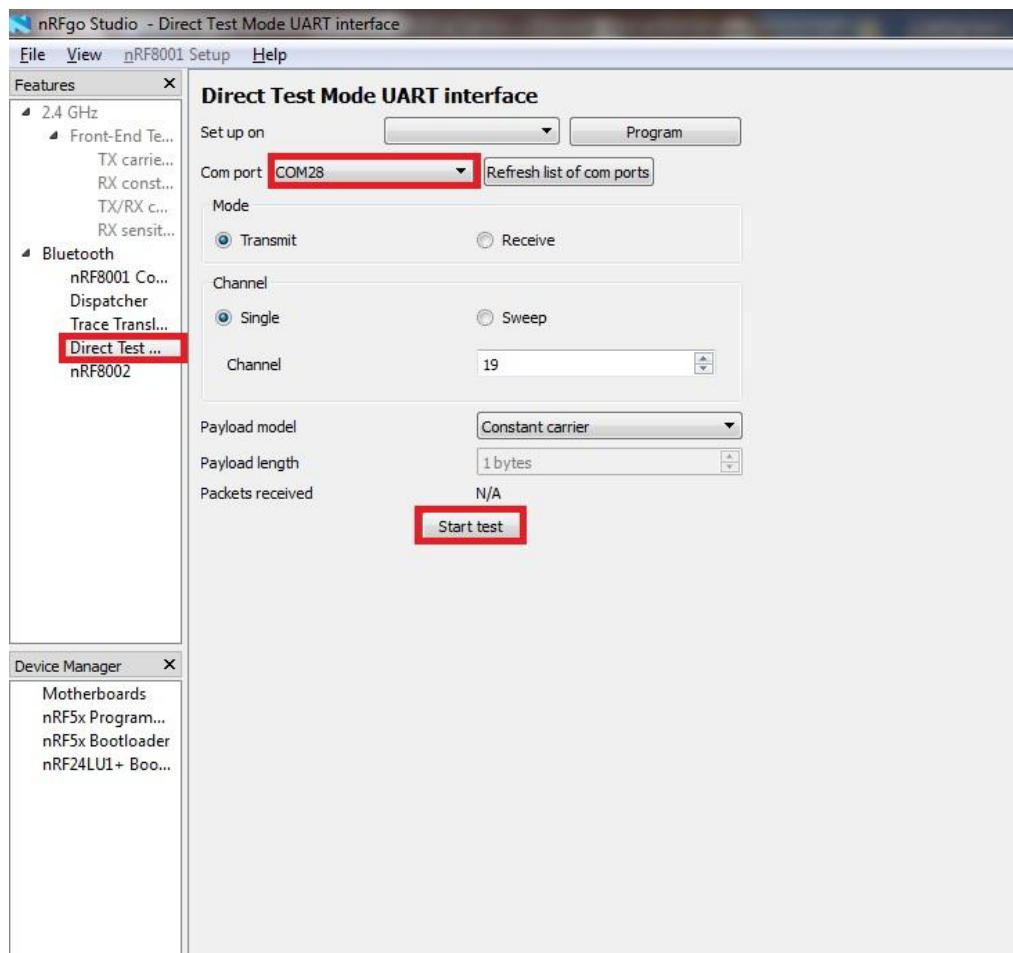 nRFgo Studio - Direct Test Mode UART interface
File View nRF8001 Setup Help
Features X
2.4 GHz
Front-End Te...
TX carrie...
RX const...
TX/RX c...
RX sensit...
Bluetooth
nRF8001 Co...
Dispatcher
Trace Transl...
Direct Test ...
nRF8002
Direct Test Mode UART interface
Set up on Program
Com port COM28 Refresh list of com ports
Mode
Transmit Receive
Channel
Single Sweep
Channel 19
Payload model Constant carrier
Payload length 1 bytes
Packets received N/A
Start test
Device Manager X
Motherboards
nRF5x Program...
nRF5x Bootloader
nRF24LU1+ Boo...